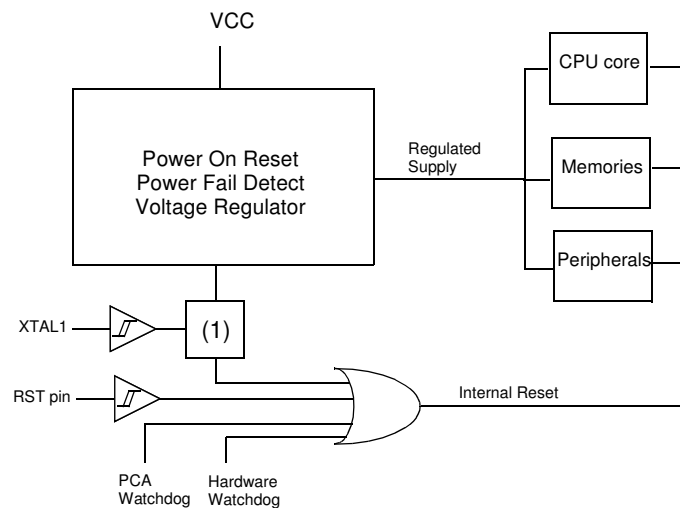 VCC
CPU core
Power On Reset
Power Fail Detect
Voltage Regulator
Regulated
Supply
Memories
Peripherals
XTAL1
(1)
RST pin
Internal Reset
PCA
Watchdog
Hardware
Watchdog